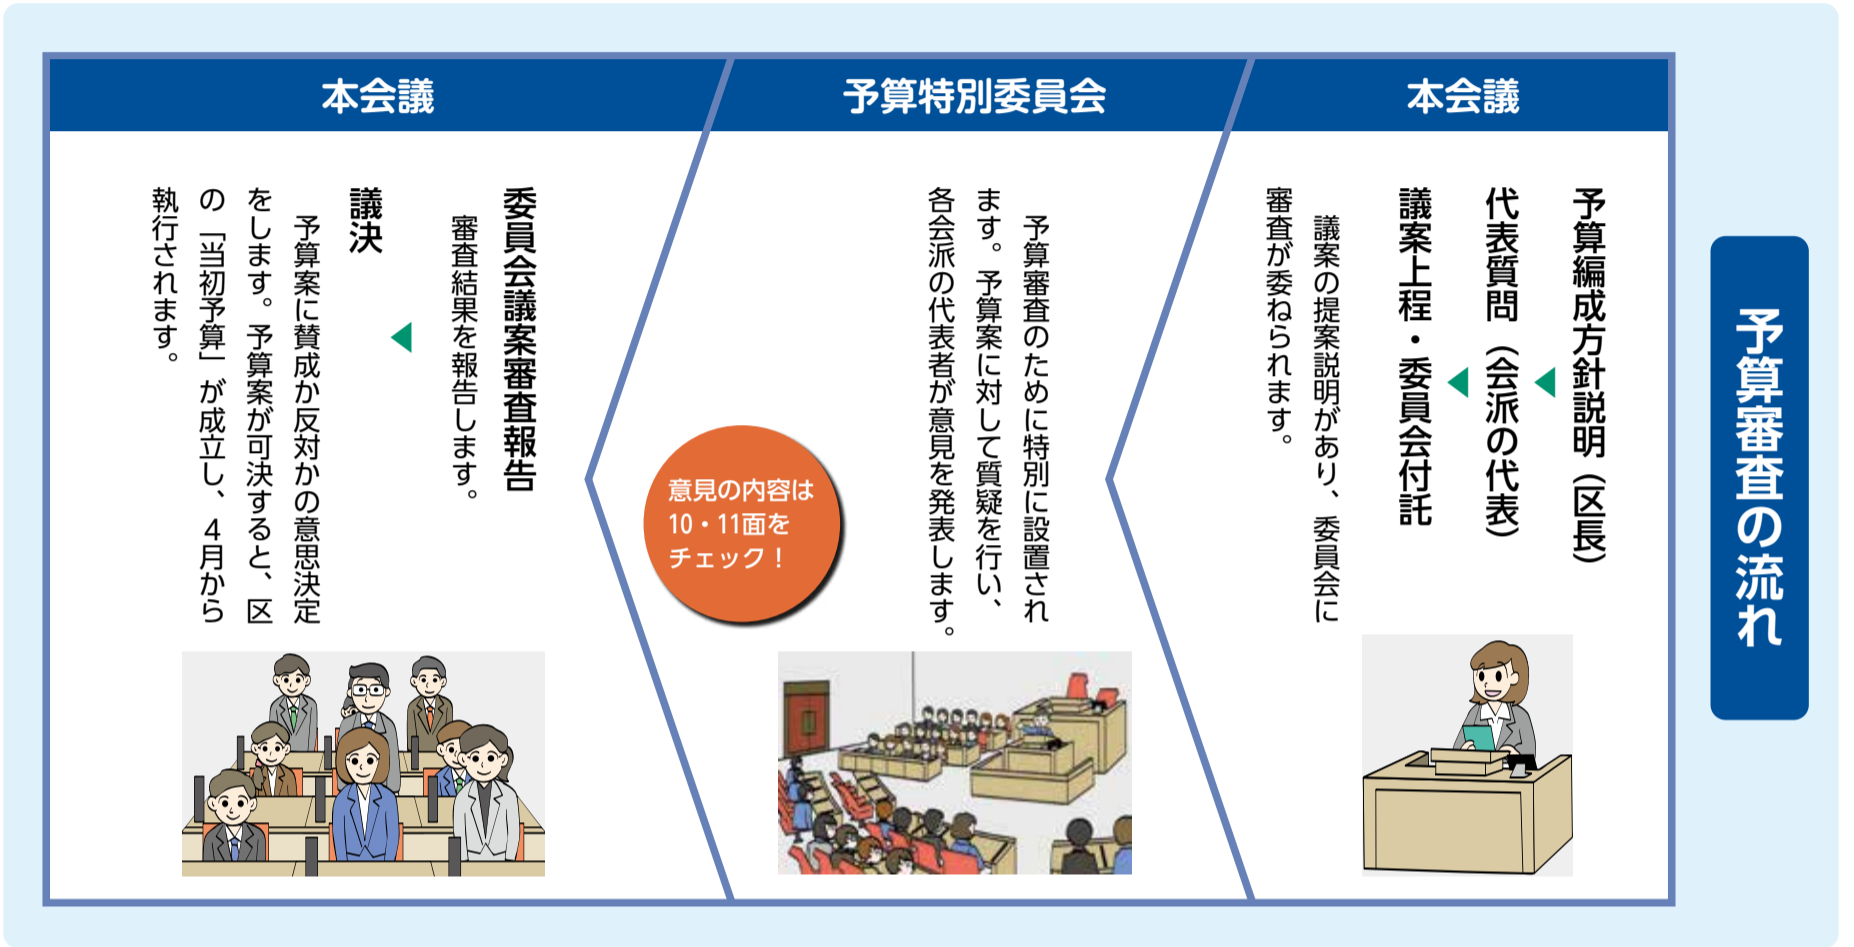 予算審査の流れ
本会議
予算編成方針説明（区長）
代表質問（会派の代表）
議案上程・委員会付託
議案の提案説明があり、委員会に
審査が委ねられます。
予算特別委員会
予算審査のために特別に設置され
ます。予算案に対して質疑を行い、
各会派の代表者が意見を発表します。
意見の内容は
10・11面を
チェック！
本会議
委員会議案審査報告
審査結果を報告します。
議決
予算案に賛成か反対かの意思決定
をします。予算案が可決すると、区
の「当初予算」が成立し、４月から
執行されます。